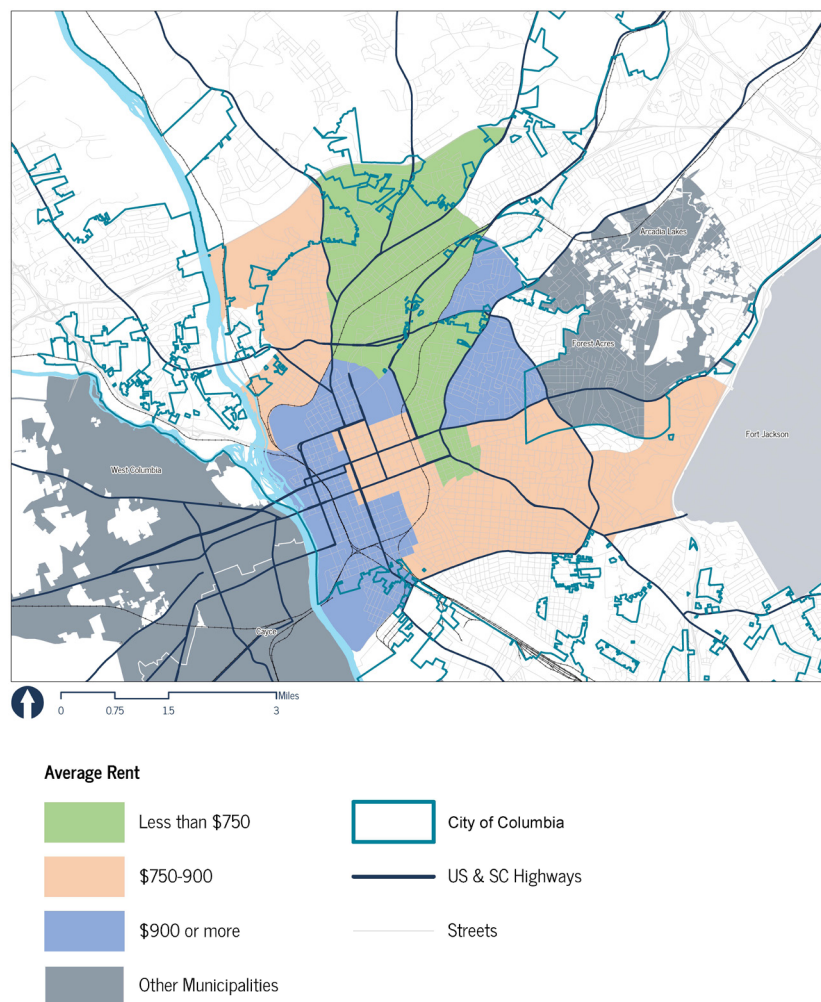 Arcadia Lakes
Forest Acres
Fort Jackson
West Columbia
Cayce
Miles
0 0.75 1.5 3
Average Rent
Less than $750
$750-900
$900 or more
Other Municipalities
City of Columbia
US & SC Highways
Streets